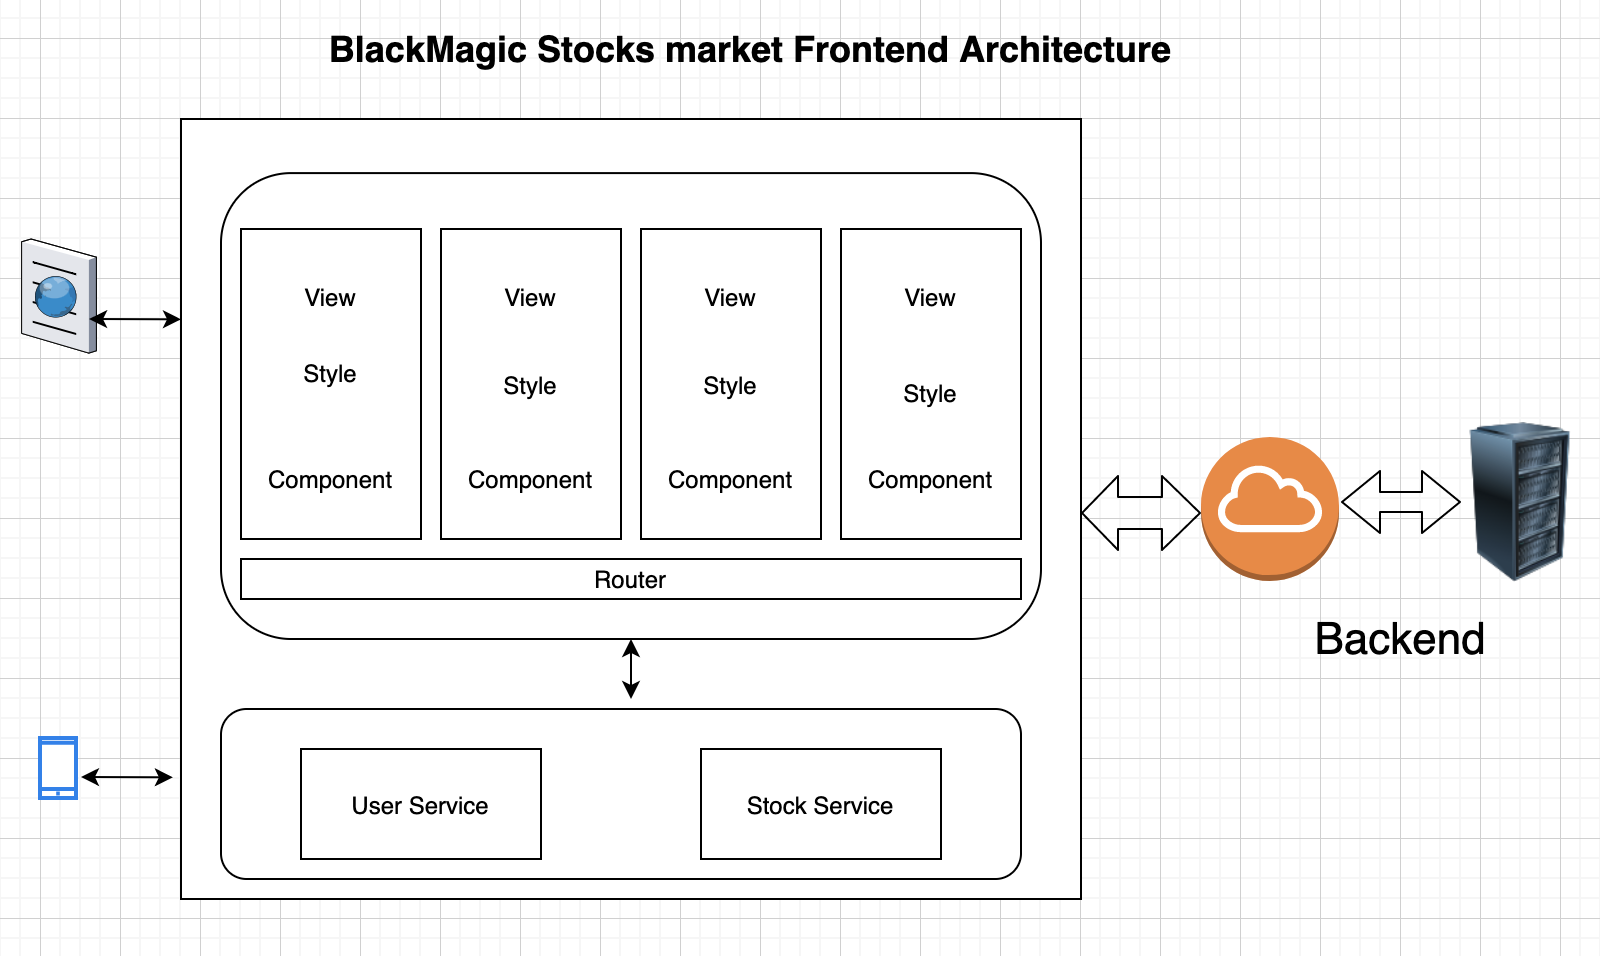 BlackMagic Stocks market Frontend Architecture
View
View
View
View
Style
Style
Style
Style
Component
Component
Component
Component
Router
Backend
User Service
Stock Service